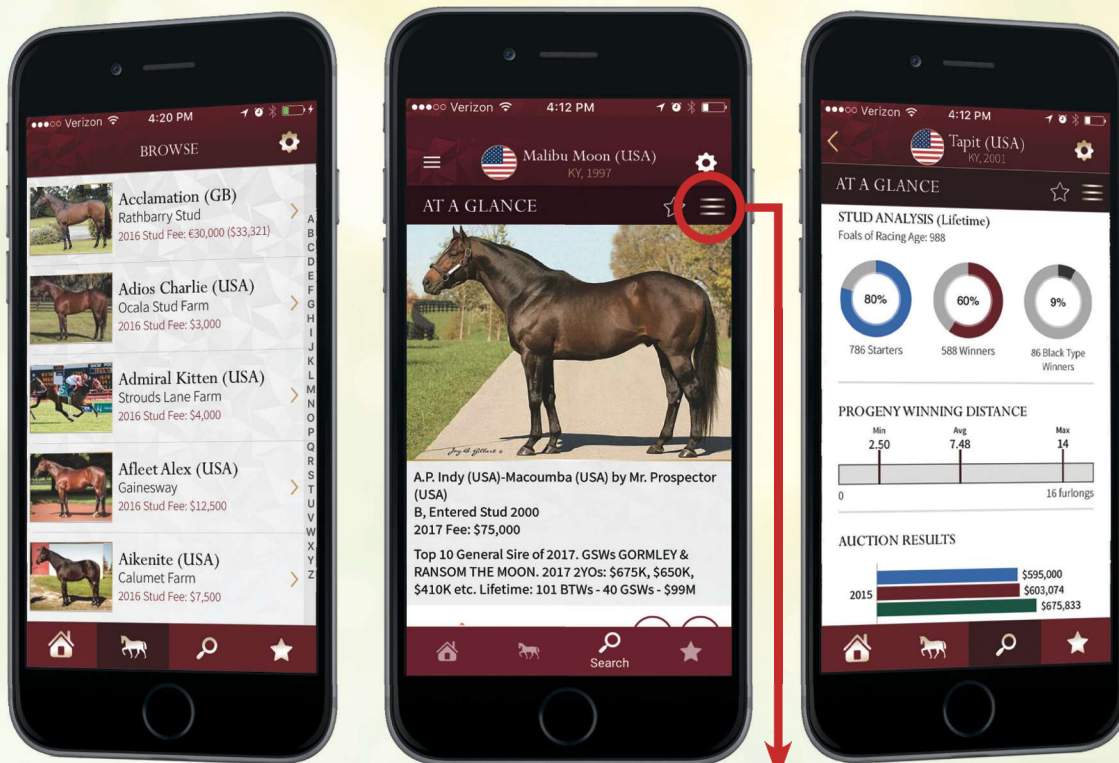 ●●●○○ Verizon 4:20 PM
BROWSE
Acclamation (GB)
Rathbarry Stud
2016 Stud Fee: €30,000 ($33,321)
Adios Charlie (USA)
Ocala Stud Farm
2016 Stud Fee: $3,000
Admiral Kitten (USA)
Strouds Lane Farm
2016 Stud Fee: $4,000
Afleet Alex (USA)
Gainesway
2016 Stud Fee: $12,500
Aikenite (USA)
Calumet Farm
2016 Stud Fee: $7,500
A
B
C
D
E
F
G
H
I
J
K
L
M
N
O
P
Q
R
S
T
U
V
W
X
Y
Z
●●●○○ Verizon 4:12 PM
Malibu Moon (USA)
KY, 1997
AT A GLANCE
A.P. Indy (USA)-Macoumba (USA) by Mr. Prospector
(USA)
B, Entered Stud 2000
2017 Fee: $75,000
Top 10 General Sire of 2017. GSWs GORMLEY &
RANSOM THE MOON. 2017 2YOs: $675K, $650K,
$410K etc. Lifetime: 101 BTWs - 40 GSWs - $99M
Search
●●●○○ Verizon 4:12 PM
Tapit (USA)
KY, 2001
AT A GLANCE
STUD ANALYSIS (Lifetime)
Foals of Racing Age: 988
80% 60% 9%
786 Starters 588 Winners 86 Black Type
Winners
PROGENY WINNING DISTANCE
Min Avg Max
2.50 7.48 14
0 16 furlongs
AUCTION RESULTS
$595,000
2015 $603,074
$675,833